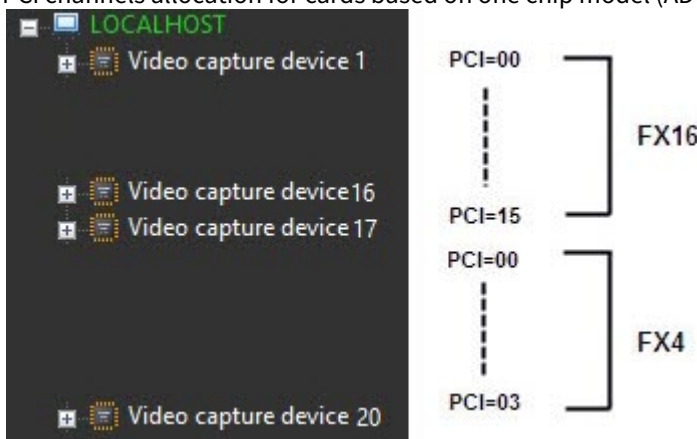 PCI channels allocation for cards based on one chip model (AD
LOCALHOST
Video capture device 1 PCI=00
FX16
Video capture device16
PCI=15
Video capture device 17
PCI=00
FX4
Video capture device 20 PCI=03